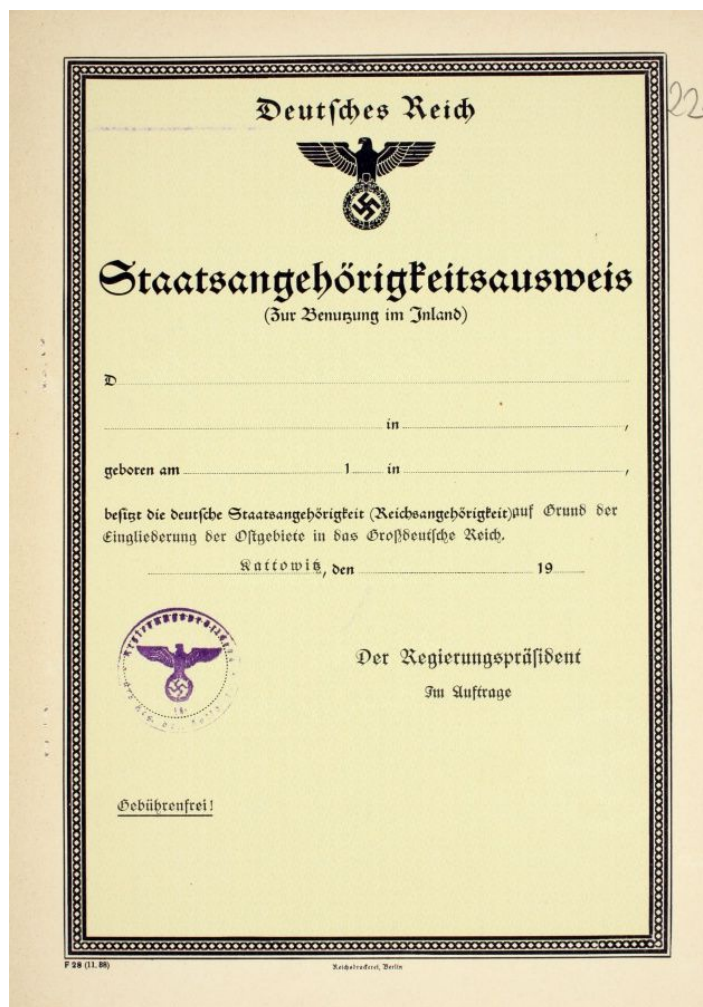 22
Deutsches Reich
Staatsangehörigkeitsausweis
(Zur Benutzung im Inland)
D
in ,
geboren am 1 in ,
besitzt die deutsche Staatsangehörigkeit (Reichsangehörigkeit)auf Grund der
Eingliederung der Ostgebiete in das Großdeutsche Reich.
Kattowitz, den 19
Der Regierungspräsident
Im Auftrage
Gebührenfrei!
F 28 (11. 38)
Reichsdruckerei, Berlin